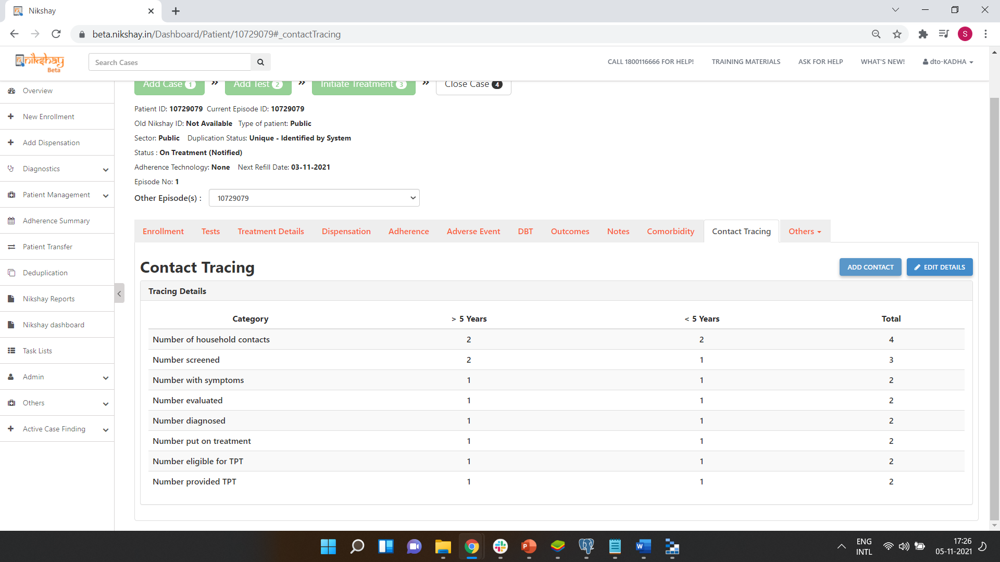 Nikshay
beta.nikshay.in/Dashboard/Patient/10729079#_contactTracing
S
nikshay
Beta
Search Cases
CALL 1800116666 FOR HELP! TRAINING MATERIALS ASK FOR HELP WHAT'S NEW! dto-KADHA
Add Case 1 » Add Test 2 » Initiate Treatment 3 » Close Case 4
Overview
New Enrollment
Add Dispensation
Diagnostics
Patient Management
Adherence Summary
Patient Transfer
Deduplication
Nikshay Reports
Nikshay dashboard
Task Lists
Admin
Others
Active Case Finding
Patient ID: 10729079 Current Episode ID: 10729079
Old Nikshay ID: Not Available Type of patient: Public
Sector: Public Duplication Status: Unique - Identified by System
Status : On Treatment (Notified)
Adherence Technology: None Next Refill Date: 03-11-2021
Episode No: 1
Other Episode(s) : 10729079
Enrollment Tests Treatment Details Dispensation Adherence Adverse Event DBT Outcomes Notes Comorbidity Contact Tracing Others
Contact Tracing ADD CONTACT EDIT DETAILS
Tracing Details
Category > 5 Years < 5 Years Total
Number of household contacts 2 2 4
Number screened 2 1 3
Number with symptoms 1 1 2
Number evaluated 1 1 2
Number diagnosed 1 1 2
Number put on treatment 1 1 2
Number eligible for TPT 1 1 2
Number provided TPT 1 1 2
ENG
INTL
17:26
05-11-2021